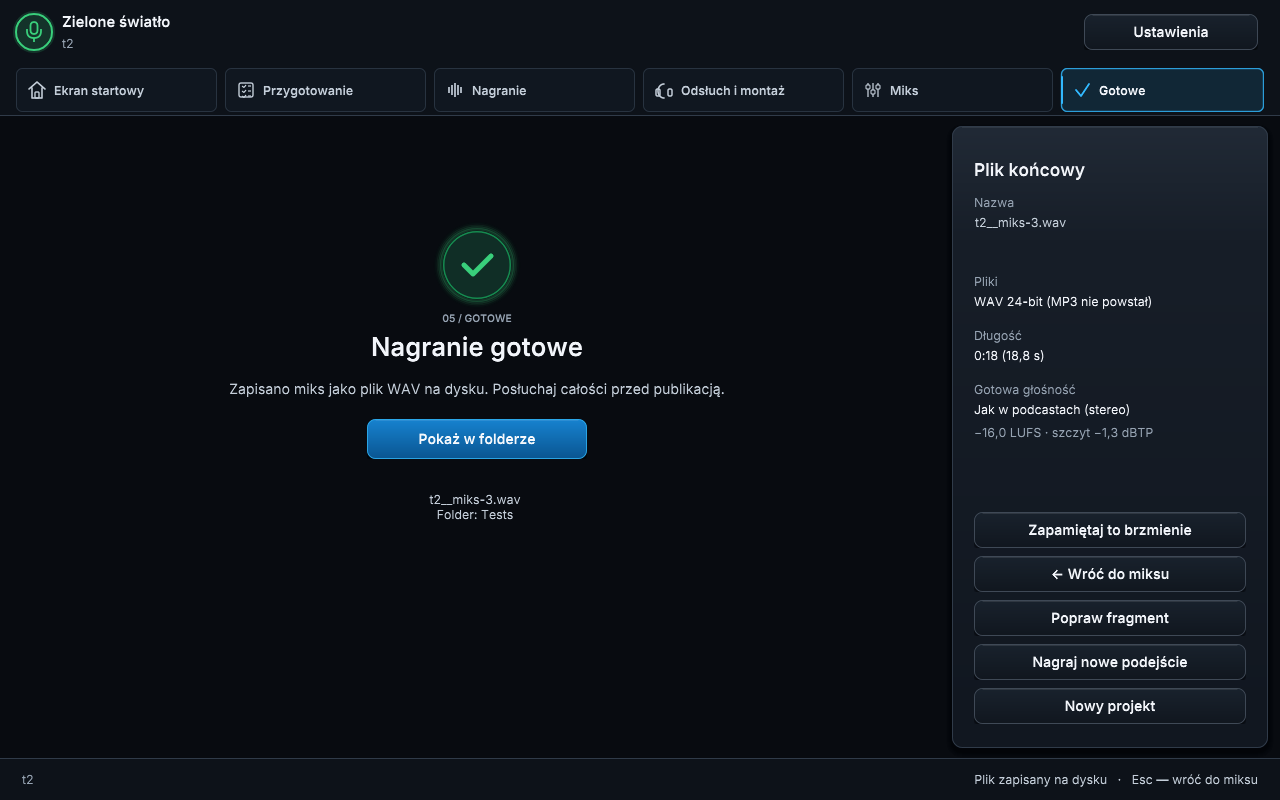 Zielone światło
t2
Ustawienia
Ekran startowy
Przygotowanie
Nagranie
Odsłuch i montaż
Miks
Gotowe
05 / GOTOWE
Nagranie gotowe
Zapisano miks jako plik WAV na dysku. Posłuchaj całości przed publikacją.
Pokaż w folderze
t2__miks-3.wav
Folder: Tests
Plik końcowy
Nazwa
t2__miks-3.wav
Pliki
WAV 24-bit (MP3 nie powstał)
Długość
0:18 (18,8 s)
Gotowa głośność
Jak w podcastach (stereo)
−16,0 LUFS · szczyt −1,3 dBTP
Zapamiętaj to brzmienie
← Wróć do miksu
Popraw fragment
Nagraj nowe podejście
Nowy projekt
t2
Plik zapisany na dysku · Esc — wróć do miksu